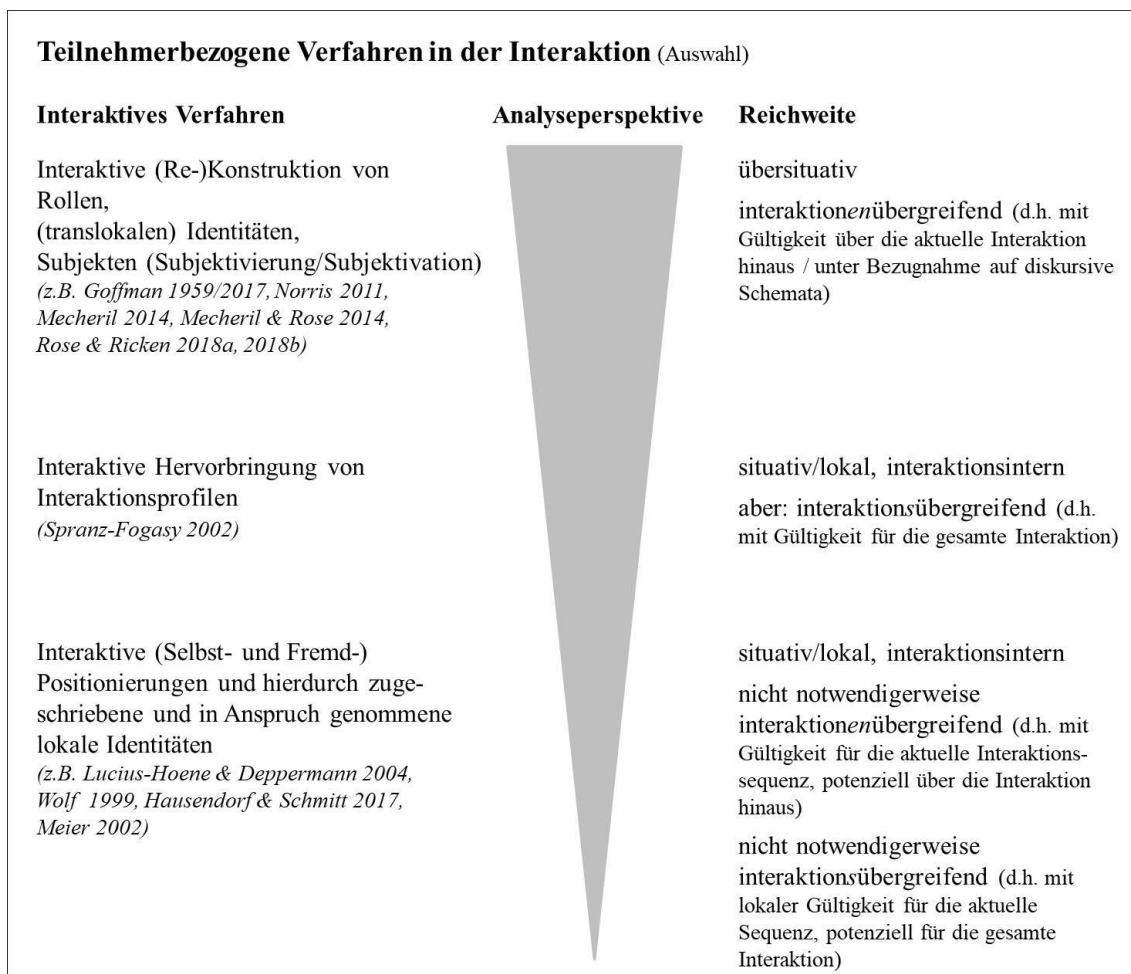 Teilnehmerbezogene Verfahren in der Interaktion (Auswahl)
Interaktives Verfahren
Analyseperspektive
Reichweite
Interaktive (Re-)Konstruktion von
Rollen,
(translokalen) Identitäten,
Subjekten (Subjektivierung/Subjektivation)
(z.B. Goffman 1959/2017, Norris 2011,
Mecheril 2014, Mecheril & Rose 2014,
Rose & Ricken 2018a, 2018b)
übersituativ
interaktionenübergreifend (d.h. mit
Gültigkeit über die aktuelle Interaktion
hinaus / unter Bezugnahme auf diskursive
Schemata)
Interaktive Hervorbringung von
Interaktionsprofilen
(Spranz-Fogasy 2002)
situativ/lokal, interaktionsintern
aber: interaktionsübergreifend (d.h.
mit Gültigkeit für die gesamte Interaktion)
Interaktive (Selbst- und Fremd-)
Positionierungen und hierdurch zuge-
schriebene und in Anspruch genommene
lokale Identitäten
(z.B. Lucius-Hoene & Deppermann 2004,
Wolf 1999, Hausendorf & Schmitt 2017,
Meier 2002)
situativ/lokal, interaktionsintern
nicht notwendigerweise
interaktionenübergreifend (d.h. mit
Gültigkeit für die aktuelle Interaktions-
sequenz, potenziell über die Interaktion
hinaus)
nicht notwendigerweise
interaktionsübergreifend (d.h. mit
lokaler Gültigkeit für die aktuelle
Sequenz, potenziell für die gesamte
Interaktion)